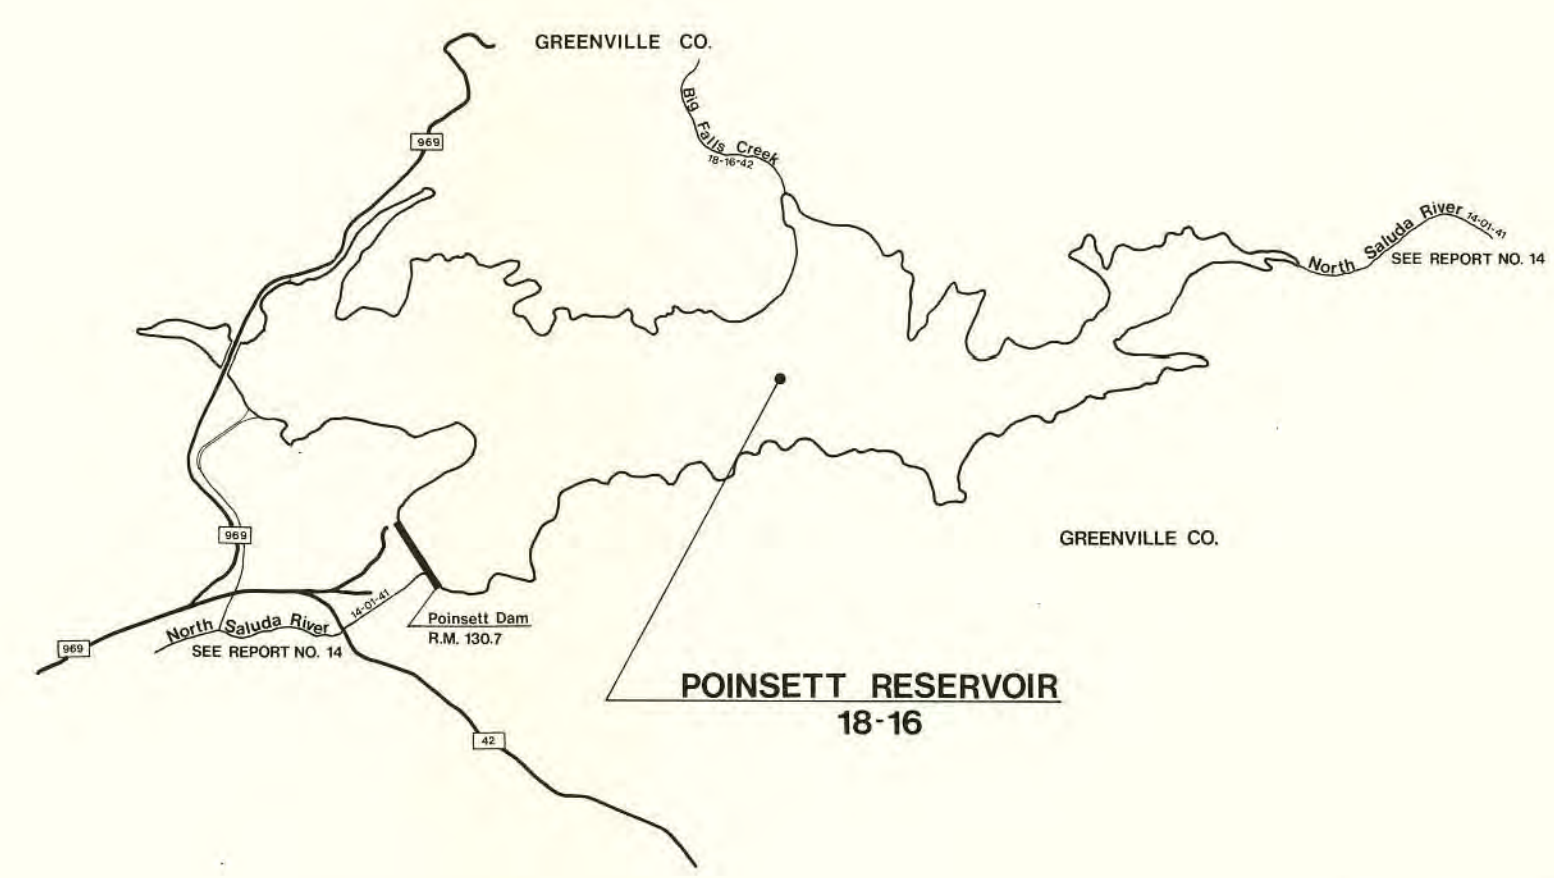 GREENVILLE CO.
969
Big Falls Creek
18-16-42
North Saluda River 14-01-41
SEE REPORT NO. 14
969
GREENVILLE CO.
14-01-41
Poinsett Dam
R.M. 130.7
North Saluda River
SEE REPORT NO. 14
969
POINSETT RESERVOIR
18-16
42